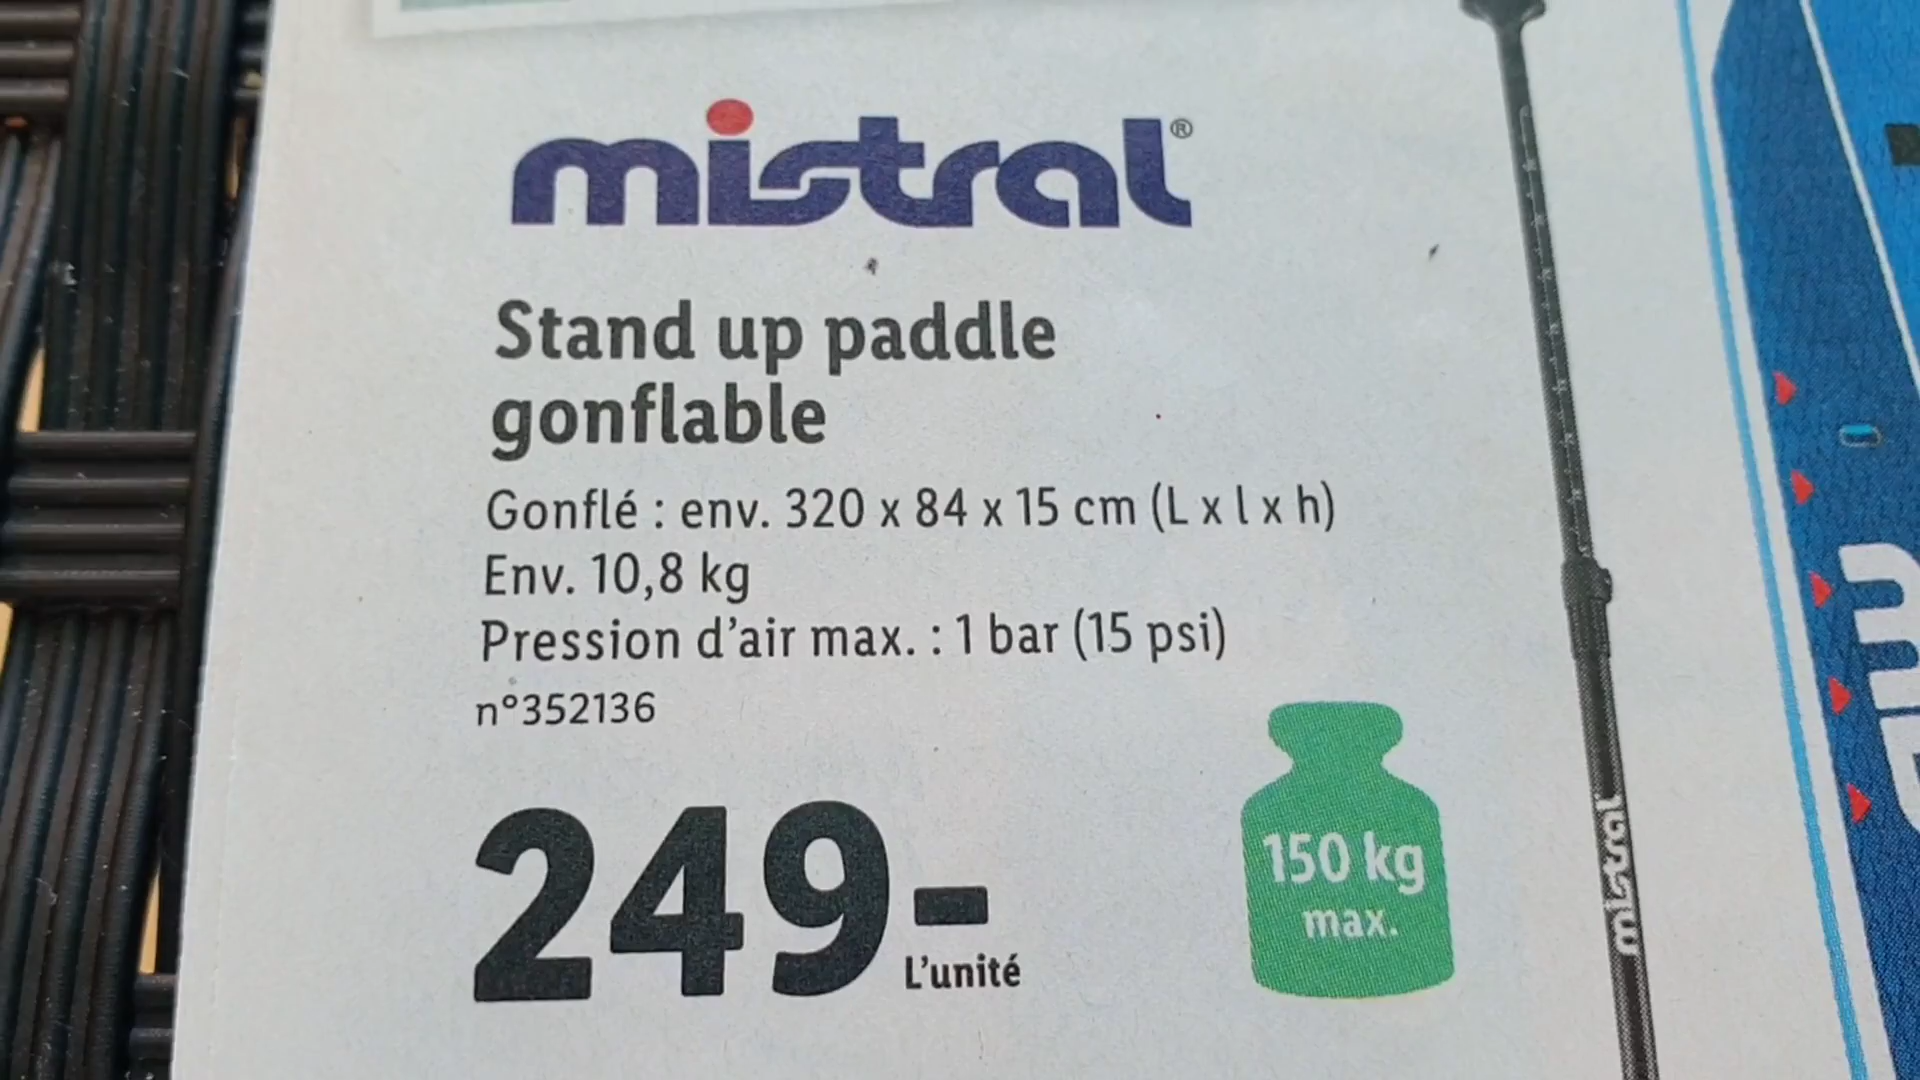 mistral®
Stand up paddle
gonflable
Gonflé : env. 320 x 84 x 15 cm (L x l x h)
Env. 10,8 kg
Pression d’air max. : 1 bar (15 psi)
n°352136
249-
L’unité
150 kg
max.
mistral